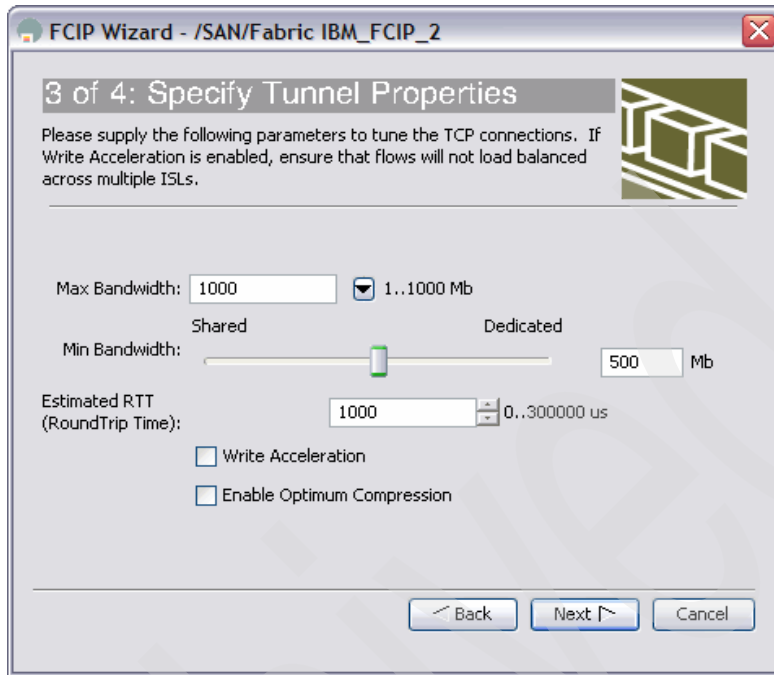 FCIP Wizard - /SAN/Fabric IBM_FCIP_2
3 of 4: Specify Tunnel Properties
Please supply the following parameters to tune the TCP connections. If
Write Acceleration is enabled, ensure that flows will not load balanced
across multiple ISLs.
Max Bandwidth: 1000 1..1000 Mb
Shared Dedicated
Min Bandwidth: 500 Mb
Estimated RTT
(RoundTrip Time): 1000 0..300000 us
Write Acceleration
Enable Optimum Compression
Back Next Cancel